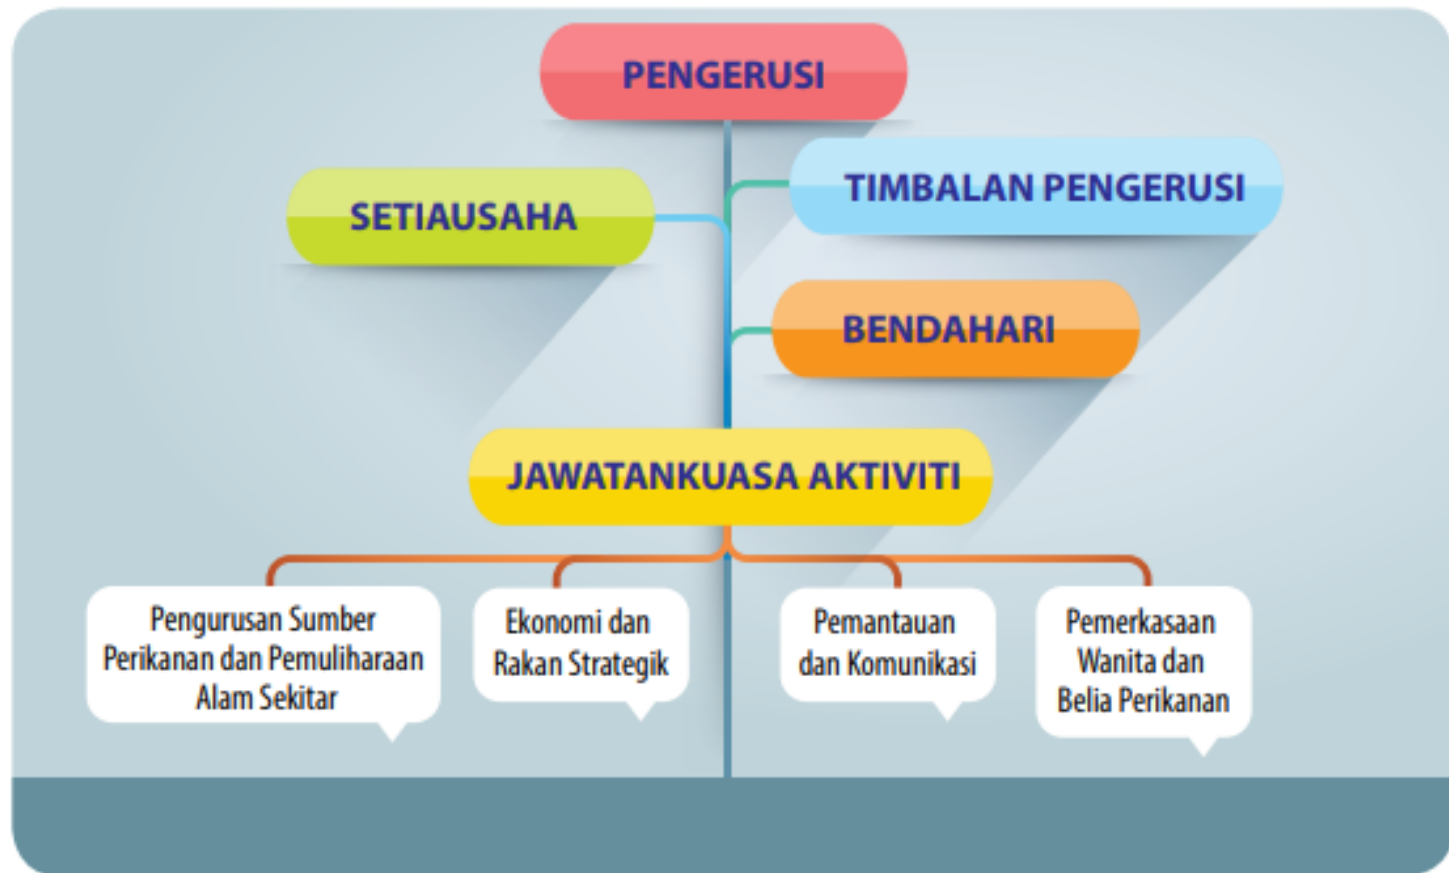 PENGERUSI
TIMBALAN PENGERUSI
SETIAUSAHA
BENDAHARI
JAWATANKUASA AKTIVITI
Pengurusan Sumber
Perikanan dan Pemuliharaan
Alam Sekitar
Ekonomi dan
Rakan Strategik
Pemantauan
dan Komunikasi
Pemerkasaan
Wanita dan
Belia Perikanan